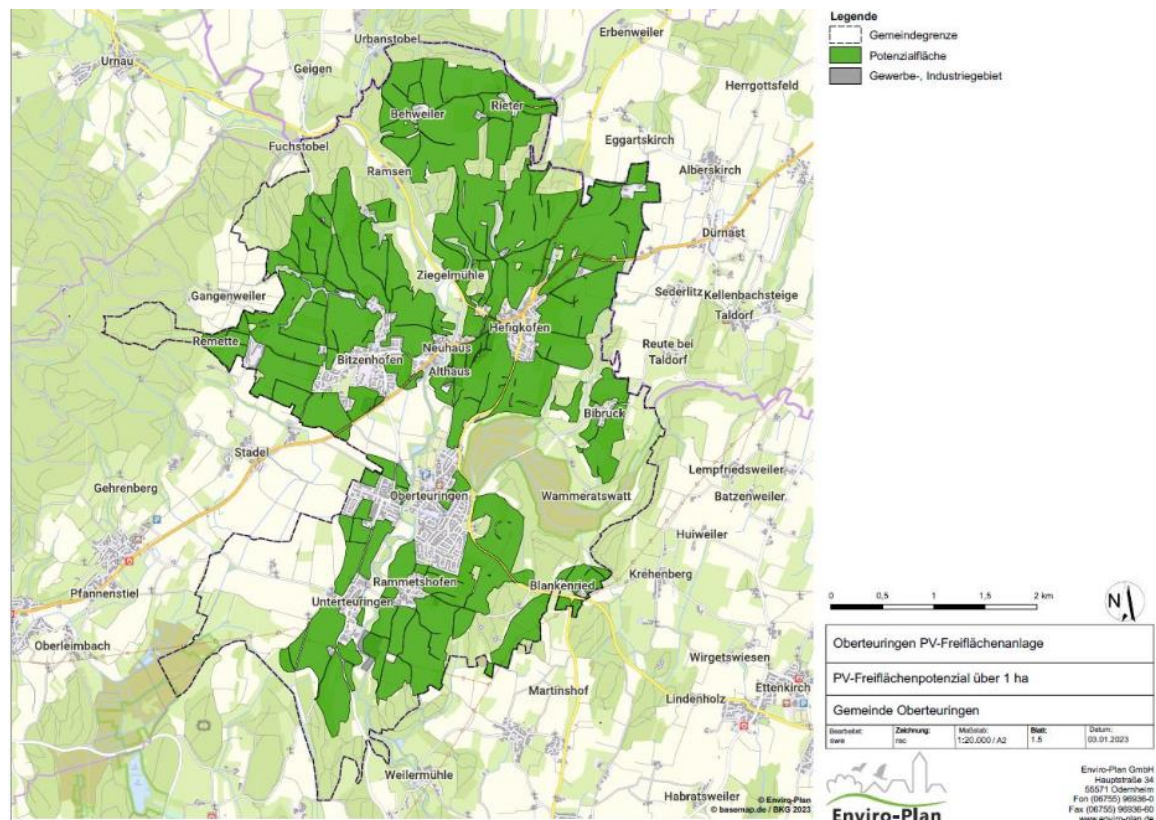 Urbanstobel
Erbenweiler
Urnau
Geigen
Herrgottsfeld
Behweiler
Rieter
Eggartskirch
Fuchstobel
Ramsen
Alberskirch
Dürnast
Ziegelmühle
Gangenweiler
Sederlitz
Kellenbachsteige
Taldorf
Hefigkofen
Remette
Neuhaus
Reute bei
Taldorf
Bitzenhofen
Althaus
Bibruck
Stadel
Lempfriedsweiler
Gehrenberg
Oberteuringen
Wammeratswatt
Batzenweiler
Huiweiler
Rammetshofen
Blankenried
Krehenberg
Pfannenstiel
Unterteuringen
Oberleimbach
Wirgetswiesen
Martinshof
Lindenholz
Ettenkirch
Weilermühle
Habratsweiler
© Enviro-Plan
© basemap.de / BKG 2023
Legende
Gemeindegrenze
Potenzialfläche
Gewerbe-, Industriegebiet
0 0,5 1 1,5 2 km
N
Oberteuringen PV-Freiflächenanlage
PV-Freiflächenpotenzial über 1 ha
Gemeinde Oberteuringen
Bearbeitet: Zeichnung: Maßstab: Blatt: Datum:
swe rsc 1:20.000 / A2 1.5 03.01.2023
Enviro-Plan
Enviro-Plan GmbH
Hauptstraße 34
55571 Odernheim
Fon (06755) 96936-0
Fax (06755) 96936-60
www.enviro-plan.de